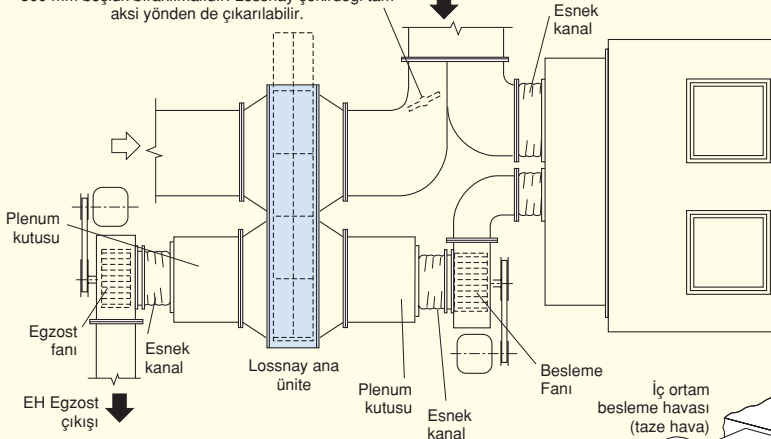 aksi yönden de çıkarılabilir.
Esnek
kanal
Plenum
kutusu
Egzost
fanı
Esnek
kanal
Lossnay ana
ünite
Plenum
kutusu
Esnek
kanal
Besleme
Fanı
EH Egzost
çıkışı
İç ortam
besleme havası
(taze hava)